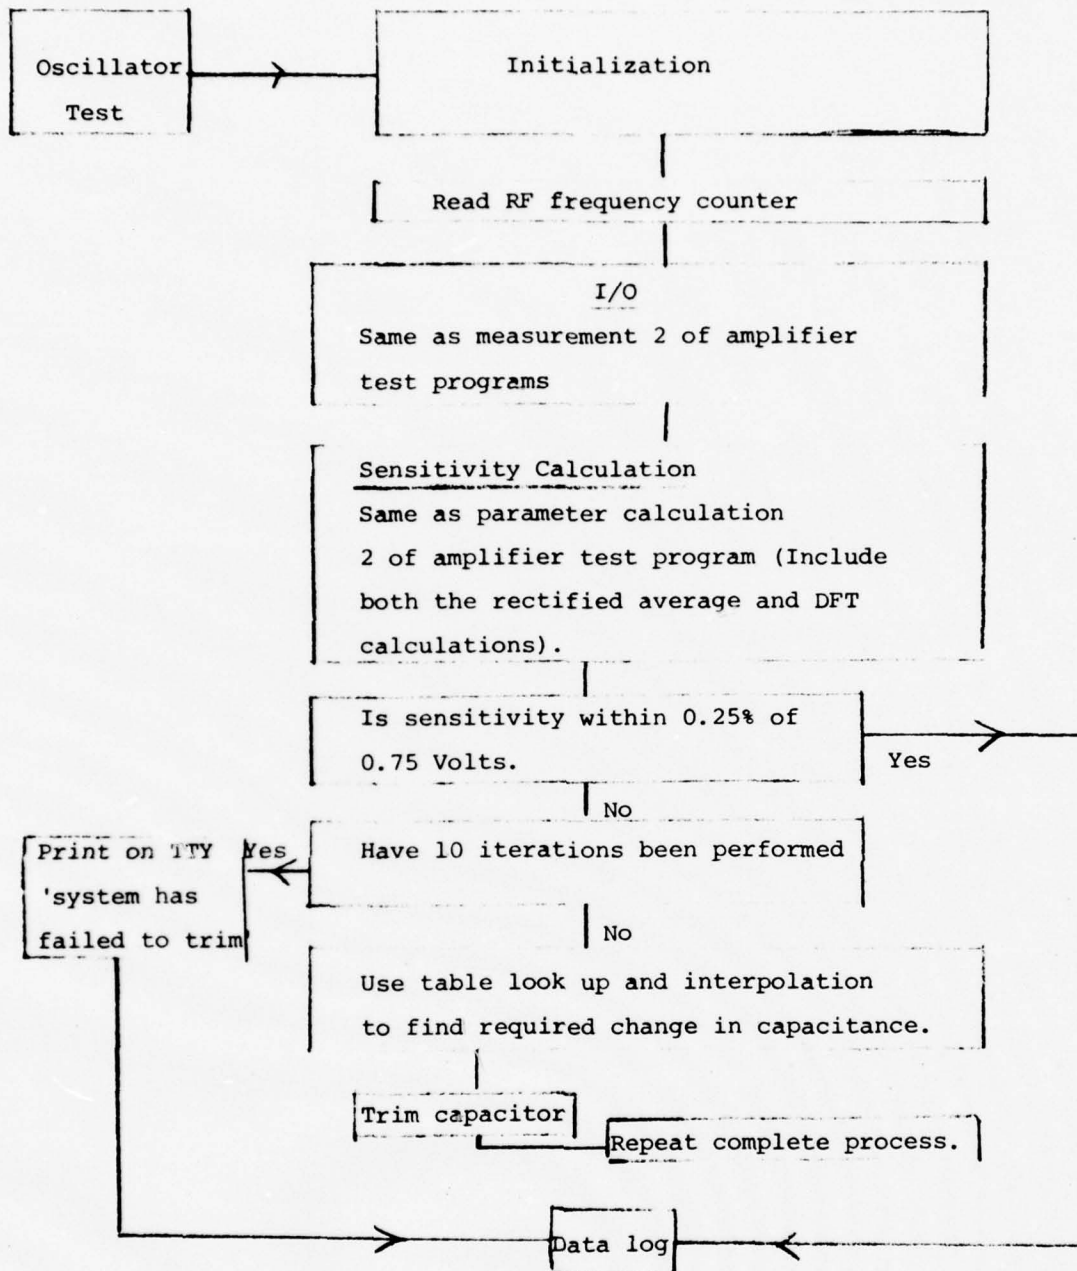 Oscillator
Test
Initialization
Read RF frequency counter
I/O
Same as measurement 2 of amplifier
test programs
Sensitivity Calculation
Same as parameter calculation
2 of amplifier test program (Include
both the rectified average and DFT
calculations).
Is sensitivity within 0.25% of
0.75 Volts.
Yes
No
Have 10 iterations been performed
Yes
Print on TTY
'system has
failed to trim
No
Use table look up and interpolation
to find required change in capacitance.
Trim capacitor
Repeat complete process.
Data log